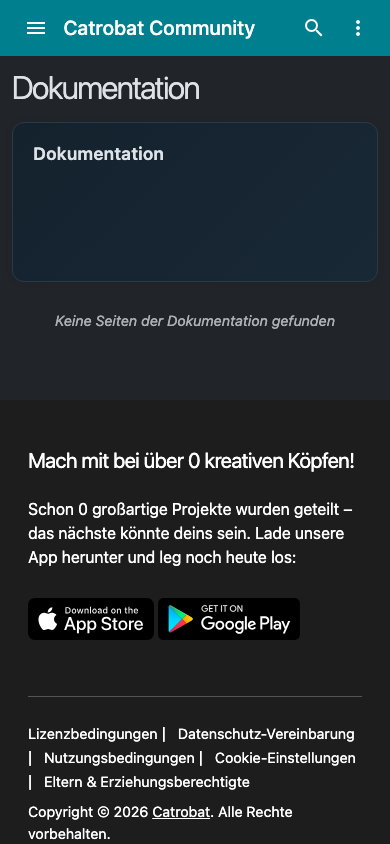 Catrobat Community
Dokumentation
Dokumentation
Keine Seiten der Dokumentation gefunden
Mach mit bei über 0 kreativen Köpfen!
Schon 0 großartige Projekte wurden geteilt –
das nächste könnte deins sein. Lade unsere
App herunter und leg noch heute los:
Download on the
App Store
GET IT ON
Google Play
Lizenzbedingungen | Datenschutz-Vereinbarung
| Nutzungsbedingungen | Cookie-Einstellungen
| Eltern & Erziehungsberechtigte
Copyright © 2026 Catrobat. Alle Rechte
vorbehalten.